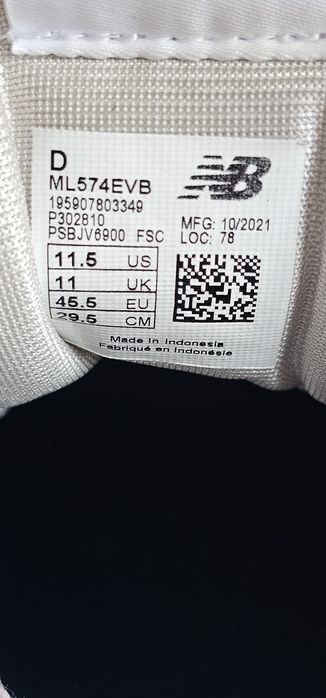 D
ML574EVB
195907803349
P302810
PSBJV6900 FSC
NB
MFG: 10/2021
LOC: 78
11.5 US
11 UK
45.5 EU
29.5 CM
Made in Indonesia
Fabriqué en Indonésie